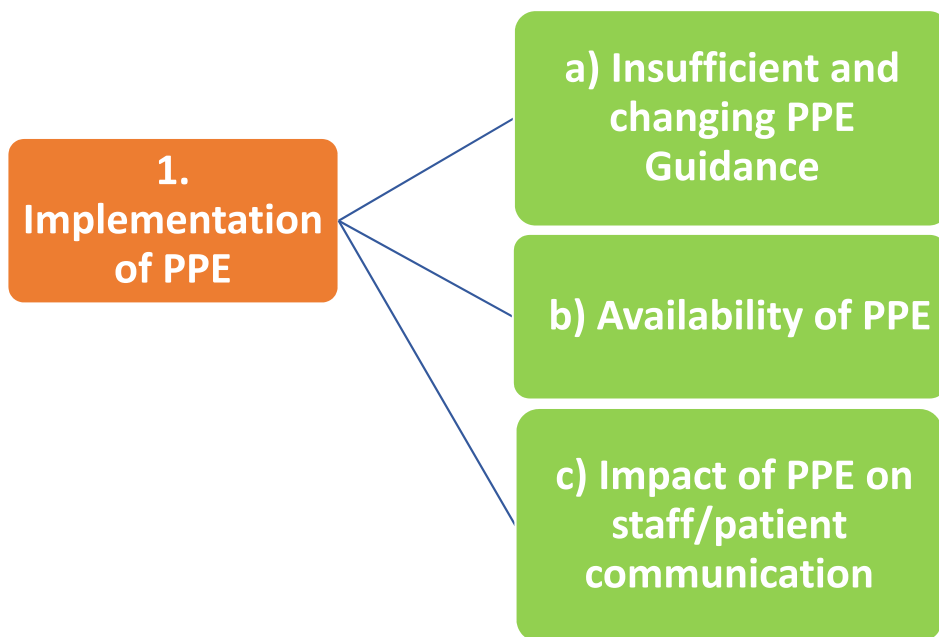 1.
Implementation
of PPE
a) Insufficient and
changing PPE
Guidance
b) Availability of PPE
c) Impact of PPE on
staff/patient
communication